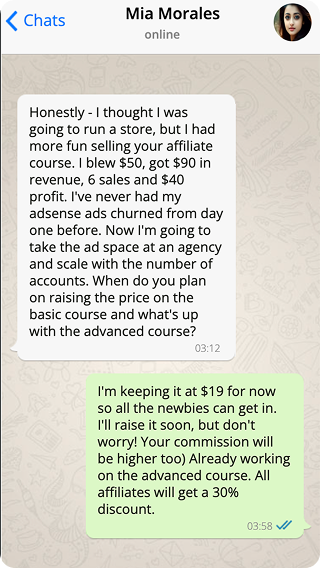 Chats
Mia Morales
online
Honestly - I thought I was
going to run a store, but I had
more fun selling your affiliate
course. I blew $50, got $90 in
revenue, 6 sales and $40
profit. I've never had my
adsense ads churned from day
one before. Now I'm going to
take the ad space at an agency
and scale with the number of
accounts. When do you plan
on raising the price on the
basic course and what's up
with the advanced course?
03:12
I'm keeping it at $19 for now
so all the newbies can get in.
I'll raise it soon, but don't
worry! Your commission will
be higher too) Already working
on the advanced course. All
affiliates will get a 30%
discount.
03:58